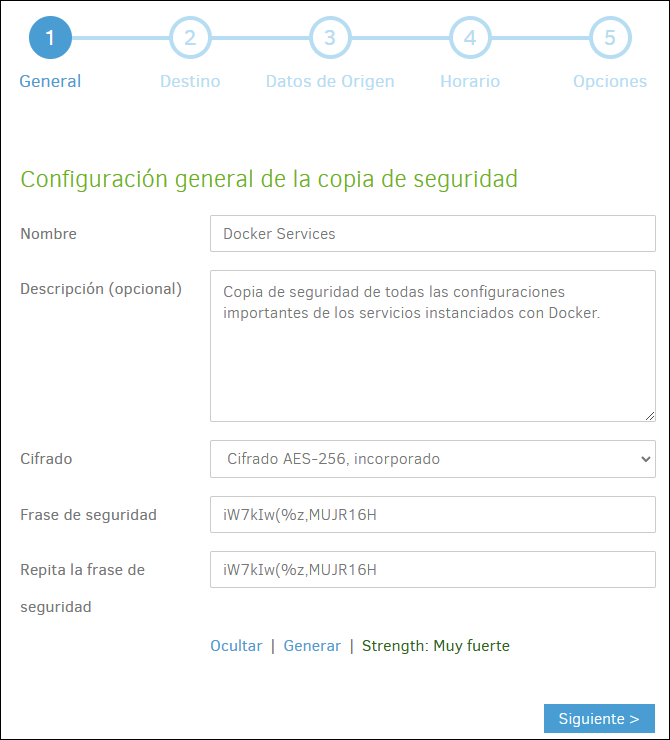 1 2 3 4 5
General Destino Datos de Origen Horario Opciones
Configuración general de la copia de seguridad
Nombre Docker Services
Descripción (opcional) Copia de seguridad de todas las configuraciones
importantes de los servicios instanciados con Docker.
Cifrado Cifrado AES-256, incorporado
Frase de seguridad iW7kIw(%z,MUJR16H
Repita la frase de iW7kIw(%z,MUJR16H
seguridad
Ocultar | Generar | Strength: Muy fuerte
Siguiente >